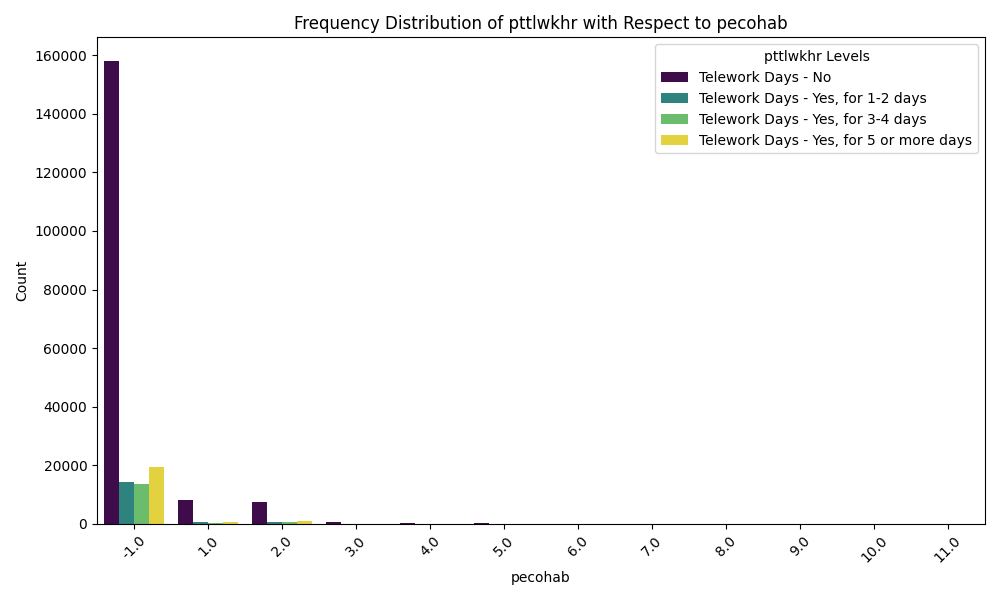 Frequency Distribution of pttlwkhr with Respect to pecohab
pttlwkhr Levels
Telework Days - No
Telework Days - Yes, for 1-2 days
Telework Days - Yes, for 3-4 days
Telework Days - Yes, for 5 or more days
Count
160000
140000
120000
100000
80000
60000
40000
20000
0
-1.0
1.0
2.0
3.0
4.0
5.0
6.0
7.0
8.0
9.0
10.0
11.0
pecohab